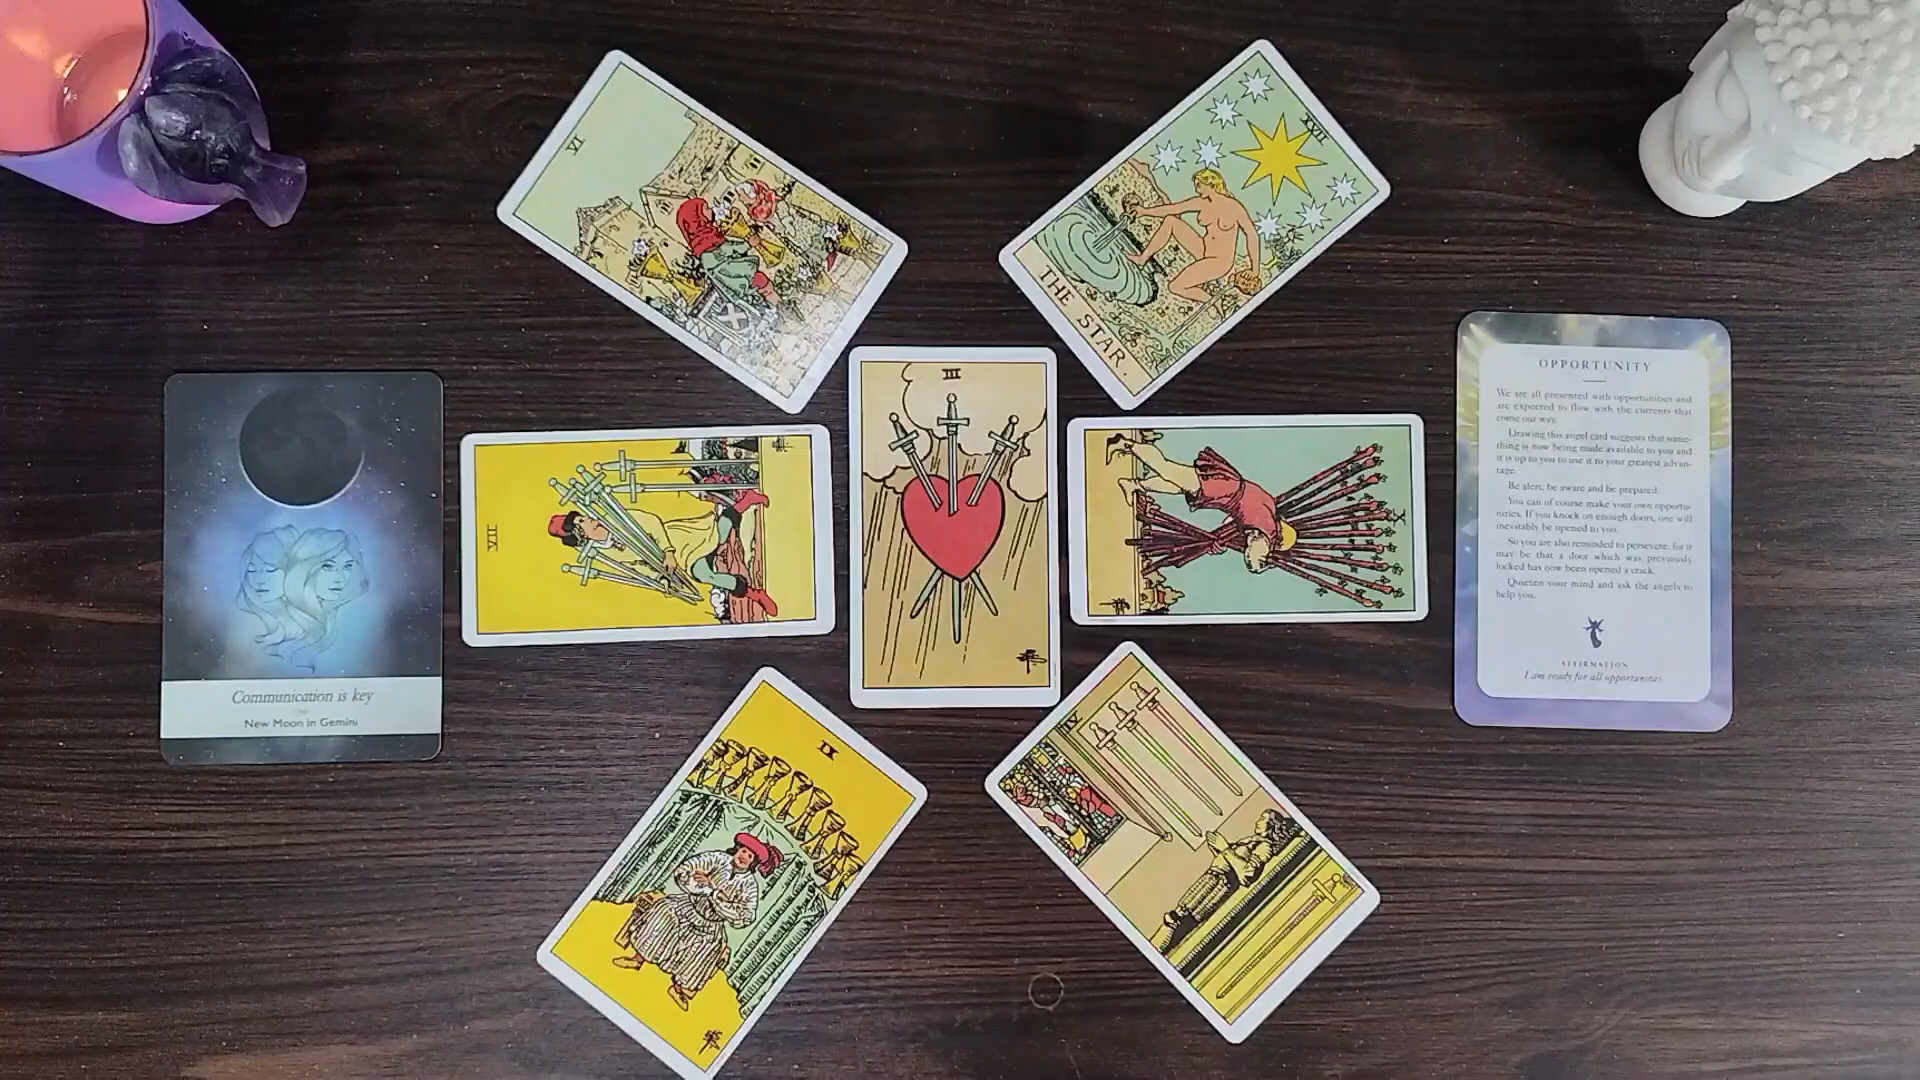 VI
XVII
THE STAR.
VII
III
X
Communication is key
New Moon in Gemini
OPPORTUNITY
We are all presented with opportunities and
are expected to flow with the currents that
come our way.
Drawing this angel card suggests that some-
thing is now being made available to you and
it is up to you to use it to your greatest advan-
tage.
Be alert, be aware and be prepared.
You can of course make your own opportu-
nities. If you knock on enough doors, one will
inevitably be opened to you.
So you are also reminded to persevere, for it
may be that a door which was previously
locked has now been opened a crack.
Quieten your mind and ask the angels to
help you.
AFFIRMATION
I am ready for all opportunities
IX
IV